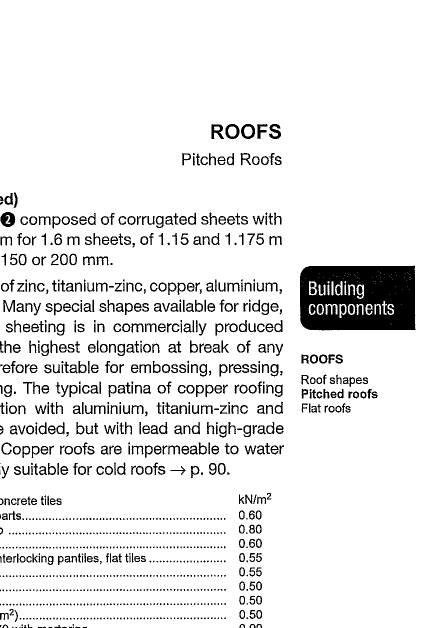 ROOFS
Pitched Roofs
ed)
❷ composed of corrugated sheets with
m for 1.6 m sheets, of 1.15 and 1.175 m
150 or 200 mm.
of zinc, titanium-zinc, copper, aluminium,
Many special shapes available for ridge,
sheeting is in commercially produced
the highest elongation at break of any
refore suitable for embossing, pressing,
ng. The typical patina of copper roofing
tion with aluminium, titanium-zinc and
e avoided, but with lead and high-grade
Copper roofs are impermeable to water
ly suitable for cold roofs → p. 90.
Building
components
ROOFS
Roof shapes
Pitched roofs
Flat roofs
oncrete tiles kN/m²
parts.......... 0.60
o .......... 0.80
.......... 0.60
nterlocking pantiles, flat tiles .......... 0.55
.......... 0.55
.......... 0.50
.......... 0.50
m²).......... 0.50